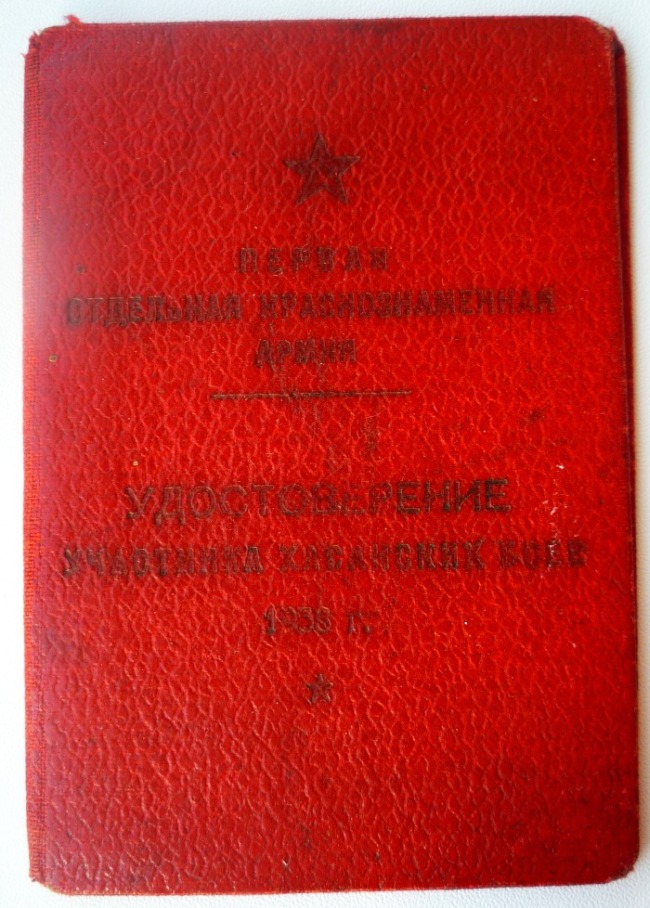 ПЕРВАЯ
ОТДЕЛЬНАЯ КРАСНОЗНАМЕННАЯ
АРМИЯ
УДОСТОВЕРЕНИЕ
УЧАСТНИКА ХАСАНСКИХ БОЕВ
1938 г.